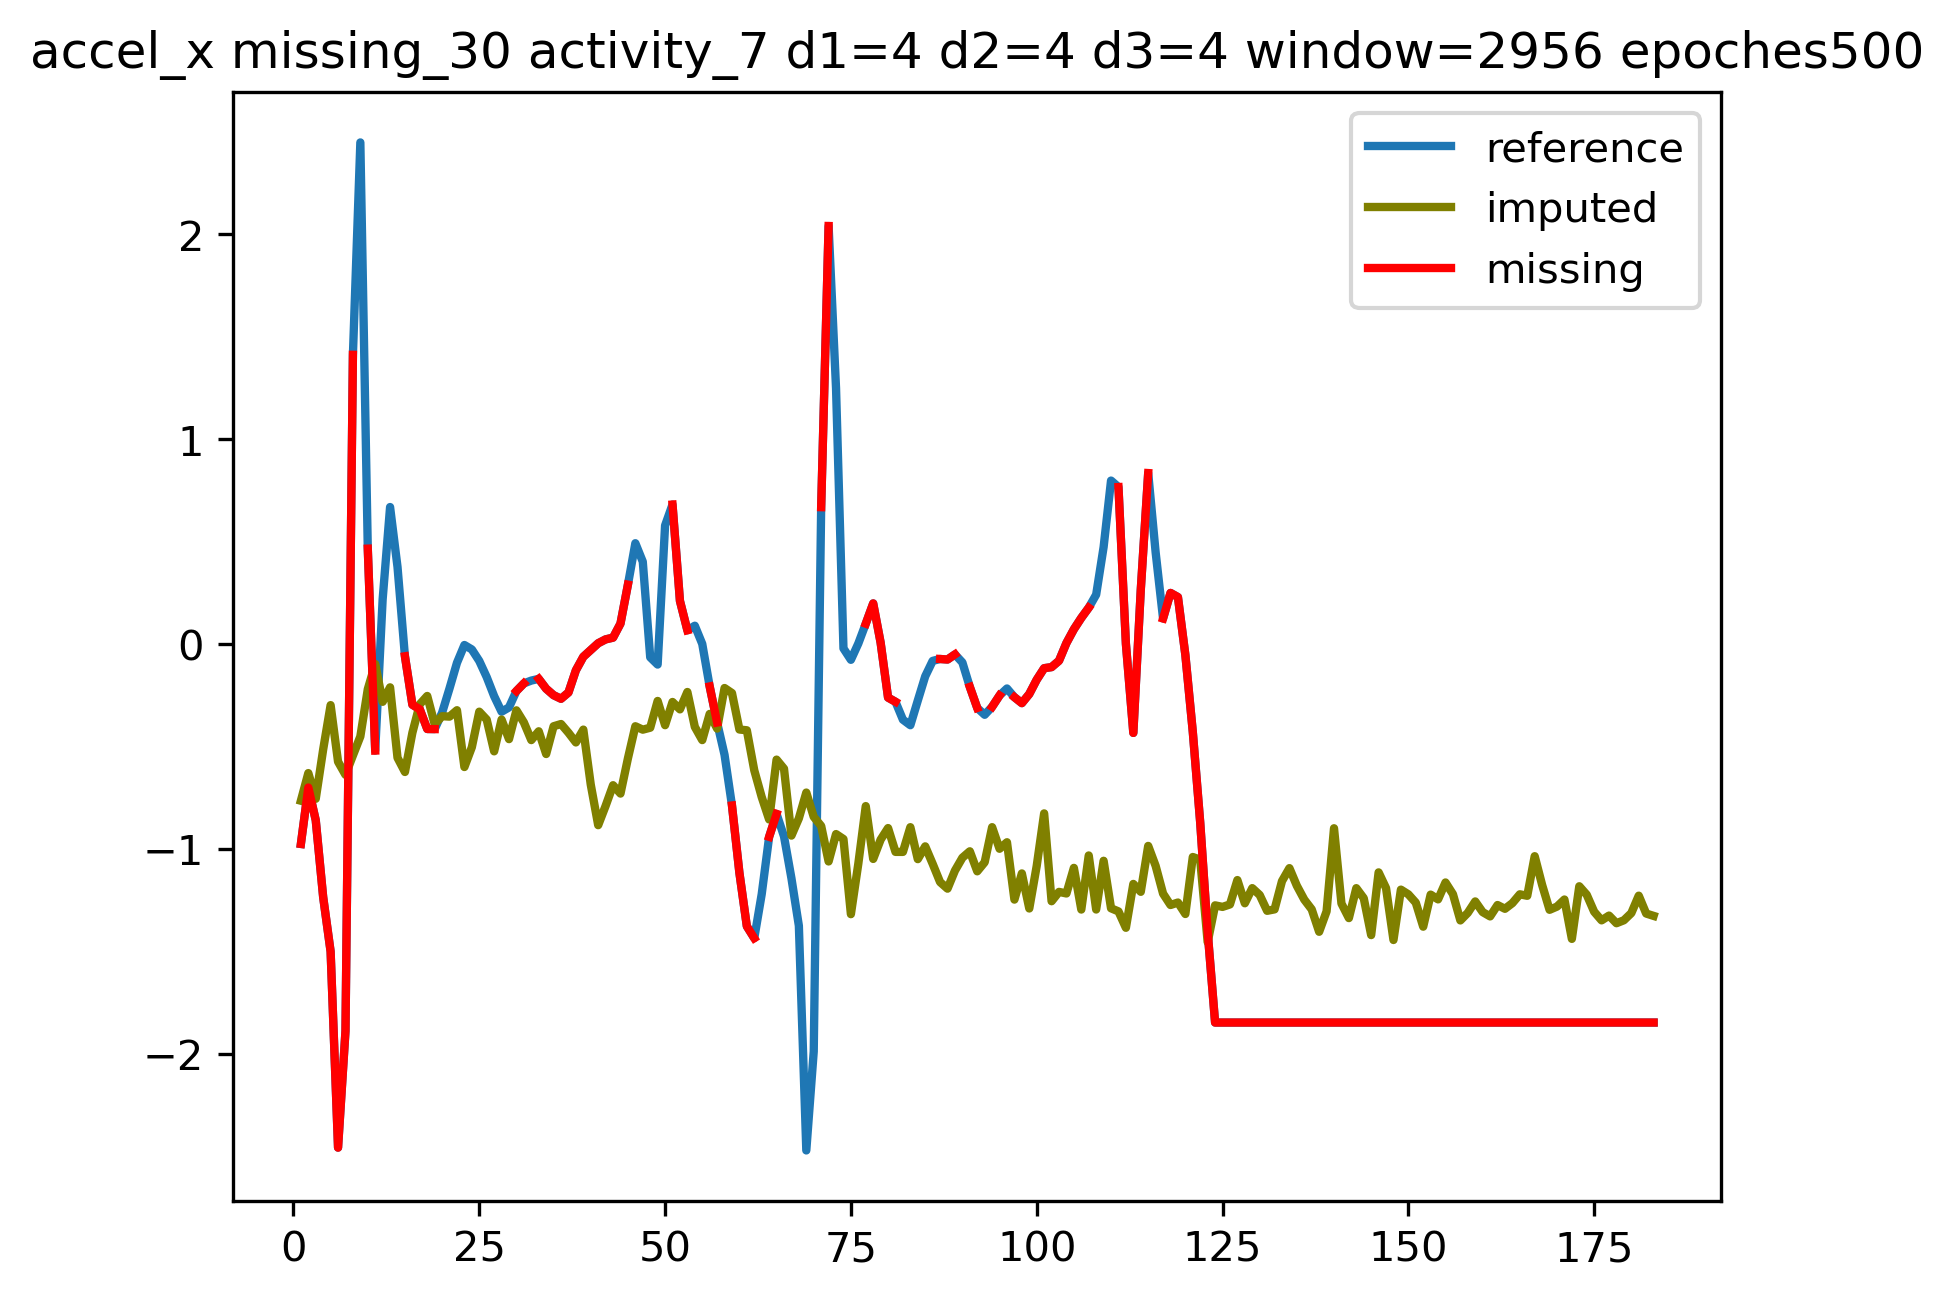 accel_x missing_30 activity_7 d1=4 d2=4 d3=4 window=2956 epoches500
reference
imputed
missing
2
1
0
−1
−2
0 25 50 75 100 125 150 175